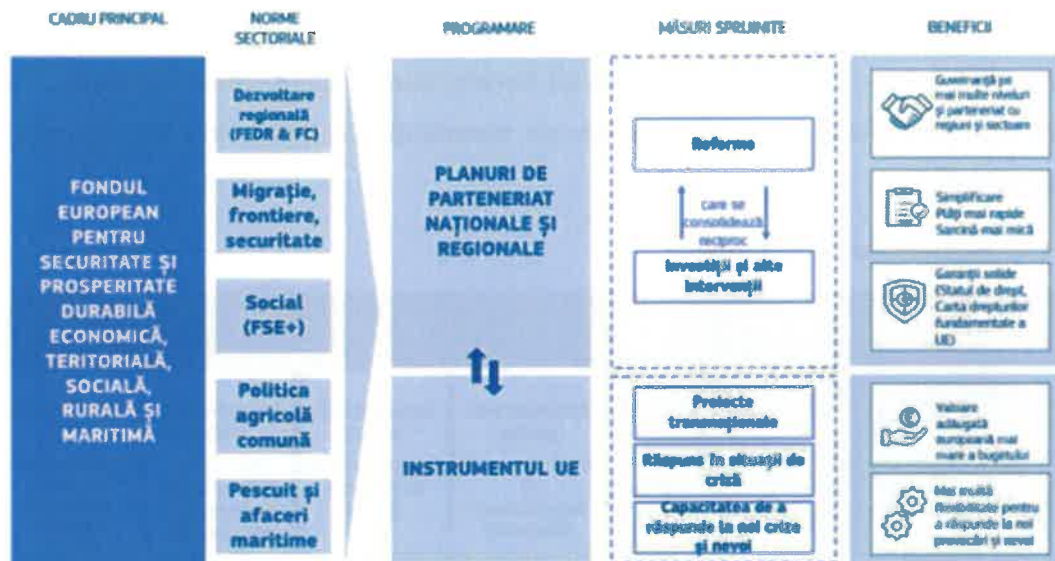 CADRU PRINCIPAL
NORME
SECTORIALE
PROGRAMARE
MĂSURI SPRIJINITE
BENEFICII
FONDUL
EUROPEAN
PENTRU
SECURITATE ȘI
PROSPERITATE
DURABILĂ
ECONOMICĂ,
TERITORIALĂ,
SOCIALĂ,
RURALĂ ȘI
MARITIMĂ
Dezvoltare
regională
(FEDR & FC)
Migrație,
frontiere,
securitate
Social
(FSE+)
Politica
agricolă
comună
Pescuit și
afaceri
maritime
PLANURI DE
PARTENERIAT
NAȚIONALE ȘI
REGIONALE
INSTRUMENTUL UE
Reforme
care se
consolidează
reciproc
Investiții și alte
intervenții
Proiecte
transnaționale
Răspuns în situații de
criză
Capacitatea de a
răspunde la noi crize
și nevoi
Guvernanță pe
mai multe niveluri
și parteneriat cu
regiuni și sectoare
Simplificare
Plăți mai rapide
Sarcină mai mică
Garanții solide
(Statul de drept,
Carta drepturilor
fundamentale a
UE)
Valoare
adăugată
europeană mai
mare a bugetului
Mai multă
flexibilitate pentru
a răspunde la noi
provocări și nevoi